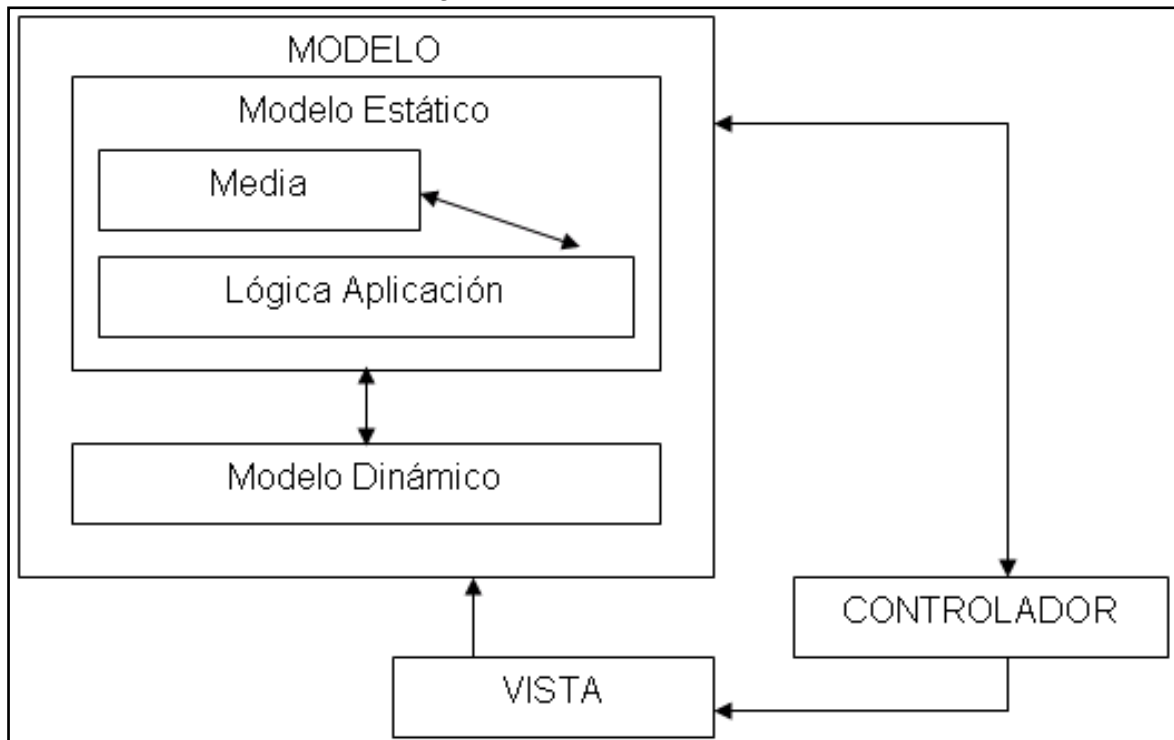 MODELO
Modelo Estático
Media
Lógica Aplicación
Modelo Dinámico
CONTROLADOR
VISTA